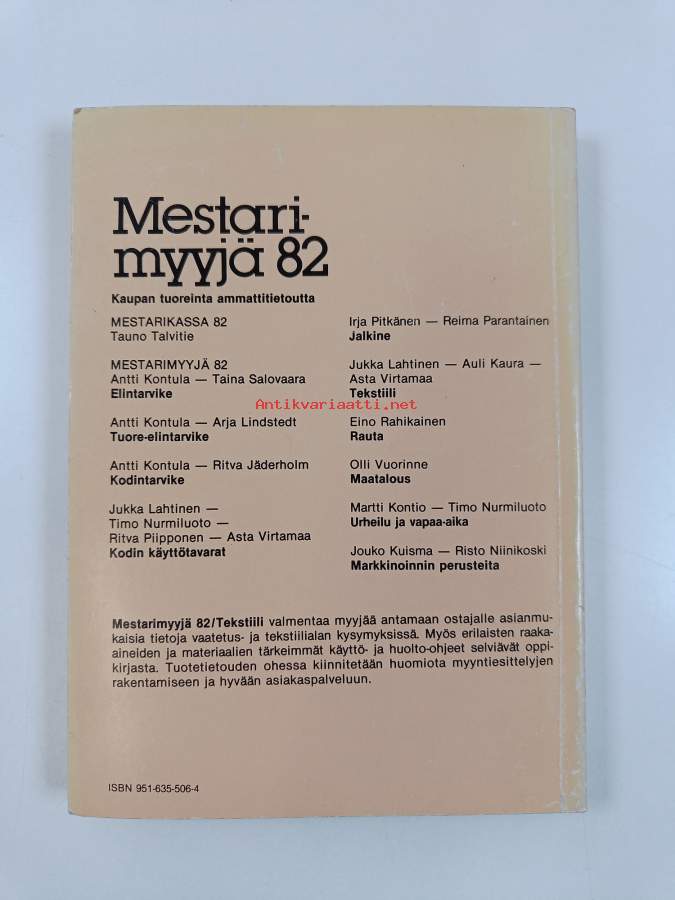 Mestari-
myyjä 82
Kaupan tuoreinta ammattitietoutta
MESTARIKASSA 82
Tauno Talvitie
MESTARIMYYJÄ 82
Antti Kontula — Taina Salovaara
Elintarvike
Antti Kontula — Arja Lindstedt
Tuore-elintarvike
Antti Kontula — Ritva Jäderholm
Kodintarvike
Jukka Lahtinen —
Timo Nurmiluoto —
Ritva Piipponen — Asta Virtamaa
Kodin käyttötavarat
Irja Pitkänen — Reima Parantainen
Jalkine
Jukka Lahtinen — Auli Kaura —
Asta Virtamaa
Tekstiili
Eino Rahikainen
Rauta
Olli Vuorinne
Maatalous
Martti Kontio — Timo Nurmiluoto
Urheilu ja vapaa-aika
Jouko Kuisma — Risto Niinikoski
Markkinoinnin perusteita
Antikvariaatti.net
Mestarimyyjä 82/Tekstiili valmentaa myyjää antamaan ostajalle asianmu-
kaisia tietoja vaatetus- ja tekstiilialan kysymyksissä. Myös erilaisten raaka-
aineiden ja materiaalien tärkeimmät käyttö- ja huolto-ohjeet selviävät oppi-
kirjasta. Tuotetietouden ohessa kiinnitetään huomiota myyntiesittelyjen
rakentamiseen ja hyvään asiakaspalveluun.
ISBN 951-635-506-4